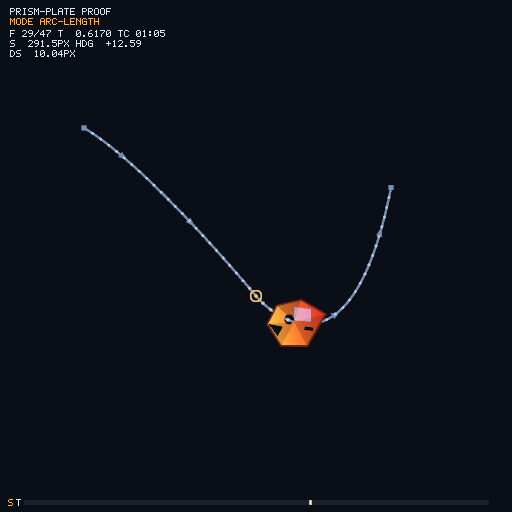 PRISM-PLATE PROOF
MODE ARC-LENGTH
F 29/47 T  0.6170 TC 01:05
S  291.5PX HDG  +12.59
DS  10.04PX
ST